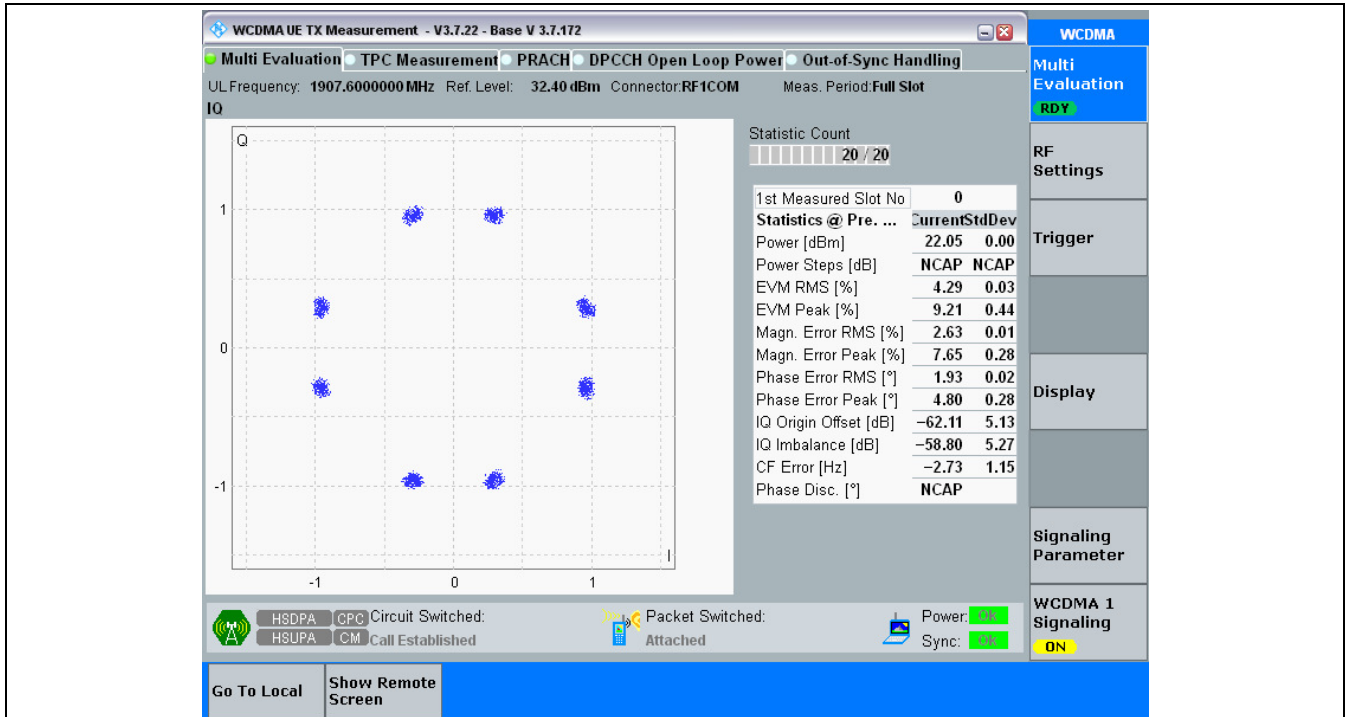 WCDMA UE TX Measurement - V3.7.22 - Base V 3.7.172
WCDMA
Multi Evaluation TPC Measurement PRACH DPCCH Open Loop Power Out-of-Sync Handling
UL Frequency: 1907.6000000 MHz Ref. Level: 32.40 dBm Connector:RF1COM Meas. Period:Full Slot
IQ
Q
1
0
-1
-1 0 1
I
Statistic Count
20 / 20
1st Measured Slot No 0
Statistics @ Pre. ... Current StdDev
Power [dBm] 22.05 0.00
Power Steps [dB] NCAP NCAP
EVM RMS [%] 4.29 0.03
EVM Peak [%] 9.21 0.44
Magn. Error RMS [%] 2.63 0.01
Magn. Error Peak [%] 7.65 0.28
Phase Error RMS [°] 1.93 0.02
Phase Error Peak [°] 4.80 0.28
IQ Origin Offset [dB] −62.11 5.13
IQ Imbalance [dB] −58.80 5.27
CF Error [Hz] −2.73 1.15
Phase Disc. [°] NCAP
Multi
Evaluation
RDY
RF
Settings
Trigger
Display
Signaling
Parameter
WCDMA 1
Signaling
ON
HSDPA CPC Circuit Switched: Packet Switched: Power: OK
HSUPA CM Call Established Attached Sync: OK
Go To Local
Show Remote
Screen